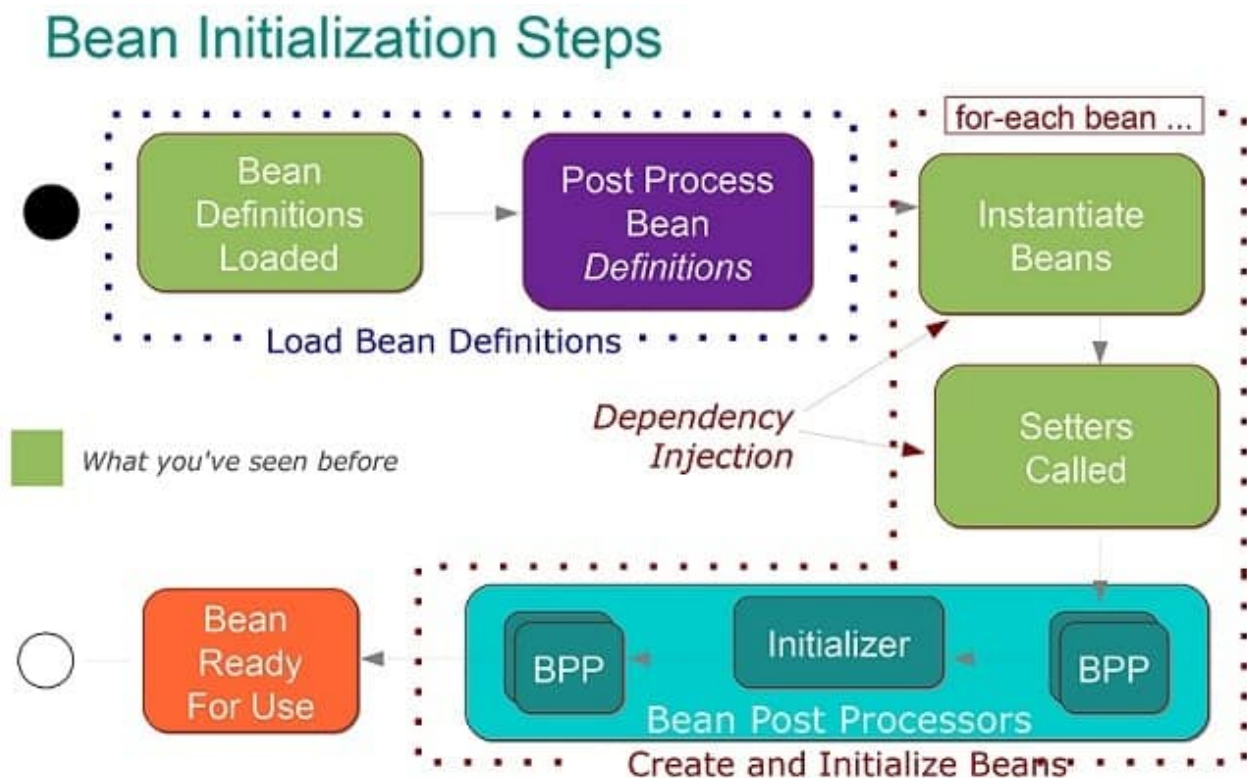 Bean Initialization Steps
for-each bean ...
Bean
Definitions
Loaded
Post Process
Bean
Definitions
Instantiate
Beans
Load Bean Definitions
Dependency
Injection
Setters
Called
What you've seen before
Bean
Ready
For Use
BPP
Initializer
BPP
Bean Post Processors
Create and Initialize Beans